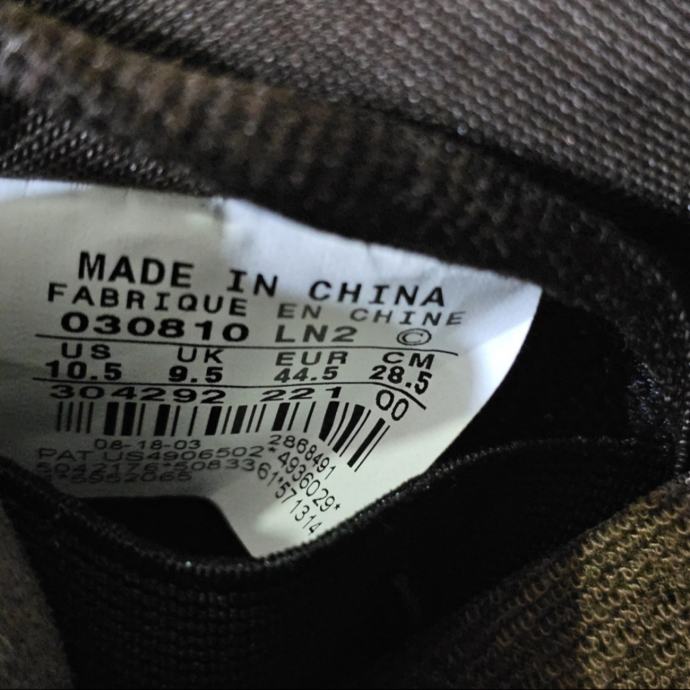 MADE IN CHINA
FABRIQUE EN CHINE
030810 LN2 ©
US UK EUR CM
10.5 9.5 44.5 28.5
304292 221 00
08-18-03 2868491
PAT US4906502*4936029*
5042176*5083361*571314
*5952065